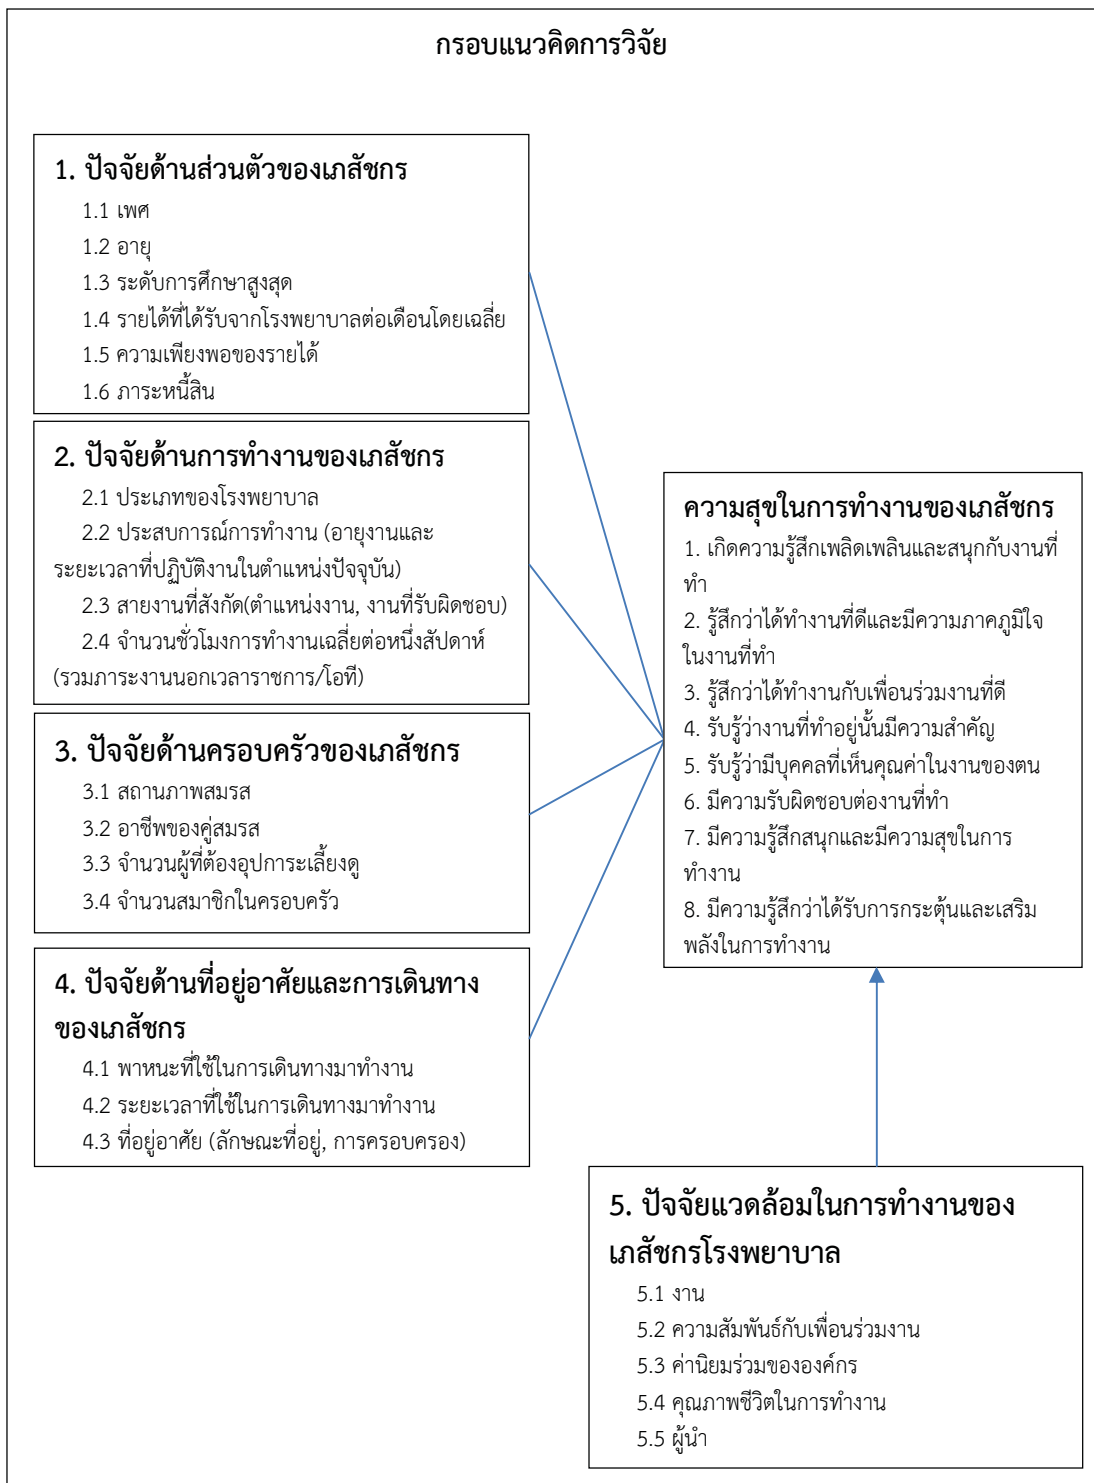 กรอบแนวคิดการวิจัย
1. ปัจจัยด้านส่วนตัวของเภสัชกร
1.1 เพศ
1.2 อายุ
1.3 ระดับการศึกษาสูงสุด
1.4 รายได้ที่ได้รับจากโรงพยาบาลต่อเดือนโดยเฉลี่ย
1.5 ความเพียงพอของรายได้
1.6 ภาระหนี้สิน
2. ปัจจัยด้านการทำงานของเภสัชกร
2.1 ประเภทของโรงพยาบาล
2.2 ประสบการณ์การทำงาน (อายุงานและ
ระยะเวลาที่ปฏิบัติงานในตำแหน่งปัจจุบัน)
2.3 สายงานที่สังกัด(ตำแหน่งงาน, งานที่รับผิดชอบ)
2.4 จำนวนชั่วโมงการทำงานเฉลี่ยต่อหนึ่งสัปดาห์
(รวมภาระงานนอกเวลาราชการ/โอที)
3. ปัจจัยด้านครอบครัวของเภสัชกร
3.1 สถานภาพสมรส
3.2 อาชีพของคู่สมรส
3.3 จำนวนผู้ที่ต้องอุปการะเลี้ยงดู
3.4 จำนวนสมาชิกในครอบครัว
4. ปัจจัยด้านที่อยู่อาศัยและการเดินทาง
ของเภสัชกร
4.1 พาหนะที่ใช้ในการเดินทางมาทำงาน
4.2 ระยะเวลาที่ใช้ในการเดินทางมาทำงาน
4.3 ที่อยู่อาศัย (ลักษณะที่อยู่, การครอบครอง)
ความสุขในการทำงานของเภสัชกร
1. เกิดความรู้สึกเพลิดเพลินและสนุกกับงานที่
ทำ
2. รู้สึกว่าได้ทำงานที่ดีและมีความภาคภูมิใจ
ในงานที่ทำ
3. รู้สึกว่าได้ทำงานกับเพื่อนร่วมงานที่ดี
4. รับรู้ว่างานที่ทำอยู่นั้นมีความสำคัญ
5. รับรู้ว่ามีบุคคลที่เห็นคุณค่าในงานของตน
6. มีความรับผิดชอบต่องานที่ทำ
7. มีความรู้สึกสนุกและมีความสุขในการ
ทำงาน
8. มีความรู้สึกว่าได้รับการกระตุ้นและเสริม
พลังในการทำงาน
5. ปัจจัยแวดล้อมในการทำงานของ
เภสัชกรโรงพยาบาล
5.1 งาน
5.2 ความสัมพันธ์กับเพื่อนร่วมงาน
5.3 ค่านิยมร่วมขององค์กร
5.4 คุณภาพชีวิตในการทำงาน
5.5 ผู้นำ